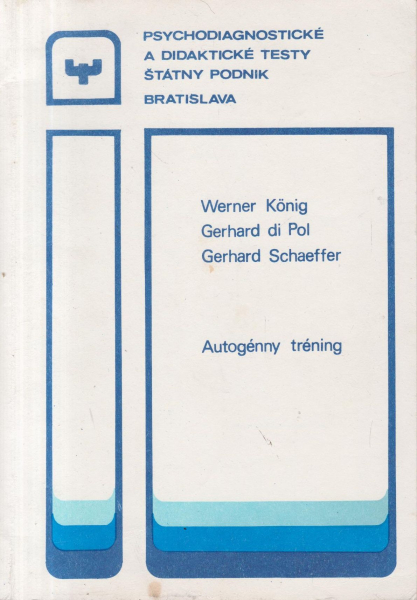 PSYCHODIAGNOSTICKÉ
A DIDAKTICKÉ TESTY
ŠTÁTNY PODNIK
BRATISLAVA
Werner König
Gerhard di Pol
Gerhard Schaeffer
Autogénny tréning